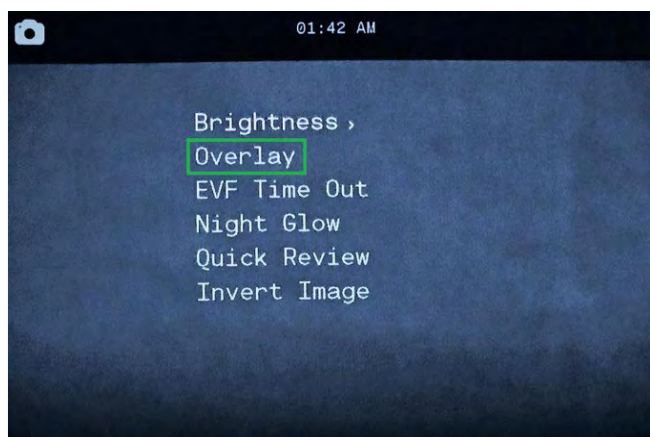 01:42 AM
Brightness ›
Overlay
EVF Time Out
Night Glow
Quick Review
Invert Image